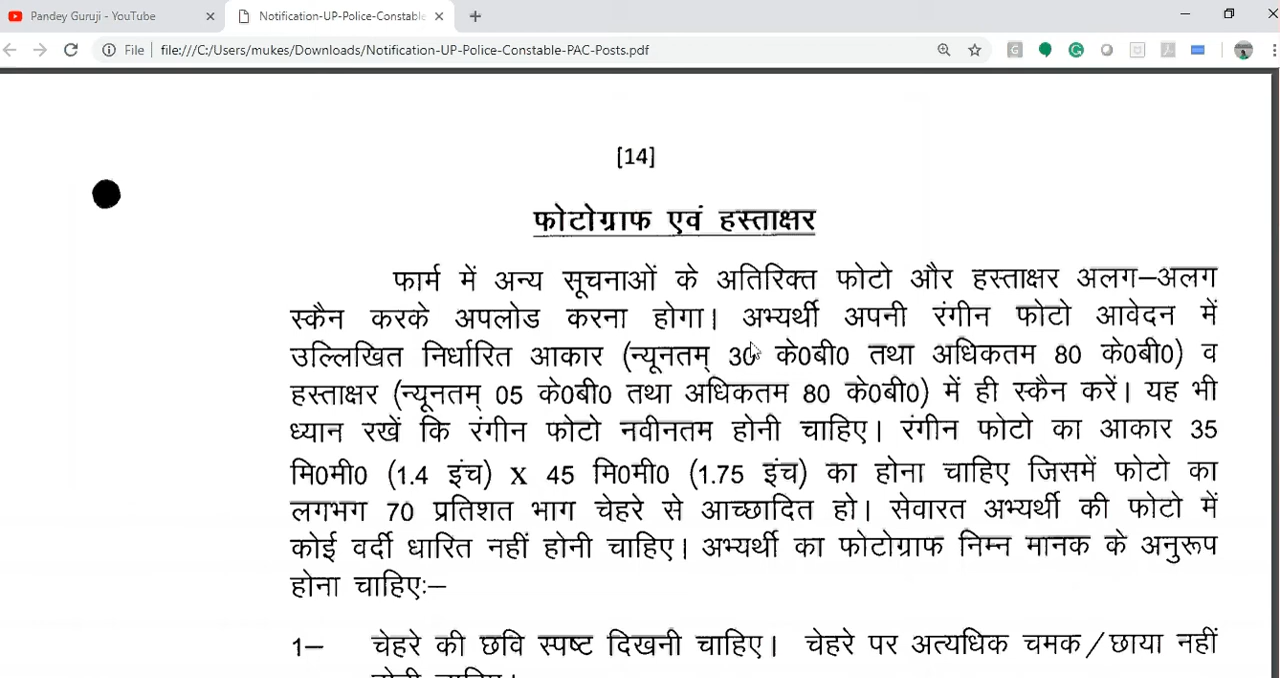 Pandey Guruji - YouTube
Notification-UP-Police-Constable
File
file:///C:/Users/mukes/Downloads/Notification-UP-Police-Constable-PAC-Posts.pdf
[14]
फोटोग्राफ एवं हस्ताक्षर
फार्म में अन्य सूचनाओं के अतिरिक्त फोटो और हस्ताक्षर अलग–अलग
स्कैन करके अपलोड करना होगा। अभ्यर्थी अपनी रंगीन फोटो आवेदन में
उल्लिखित निर्धारित आकार (न्यूनतम् 30 के0बी0 तथा अधिकतम 80 के0बी0) व
हस्ताक्षर (न्यूनतम् 05 के0बी0 तथा अधिकतम 80 के0बी0) में ही स्कैन करें। यह भी
ध्यान रखें कि रंगीन फोटो नवीनतम होनी चाहिए। रंगीन फोटो का आकार 35
मि0मी0 (1.4 इंच) X 45 मि0मी0 (1.75 इंच) का होना चाहिए जिसमें फोटो का
लगभग 70 प्रतिशत भाग चेहरे से आच्छादित हो। सेवारत अभ्यर्थी की फोटो में
कोई वर्दी धारित नहीं होनी चाहिए। अभ्यर्थी का फोटोग्राफ निम्न मानक के अनुरूप
होना चाहिएः–
1– चेहरे की छवि स्पष्ट दिखनी चाहिए। चेहरे पर अत्यधिक चमक/छाया नहीं